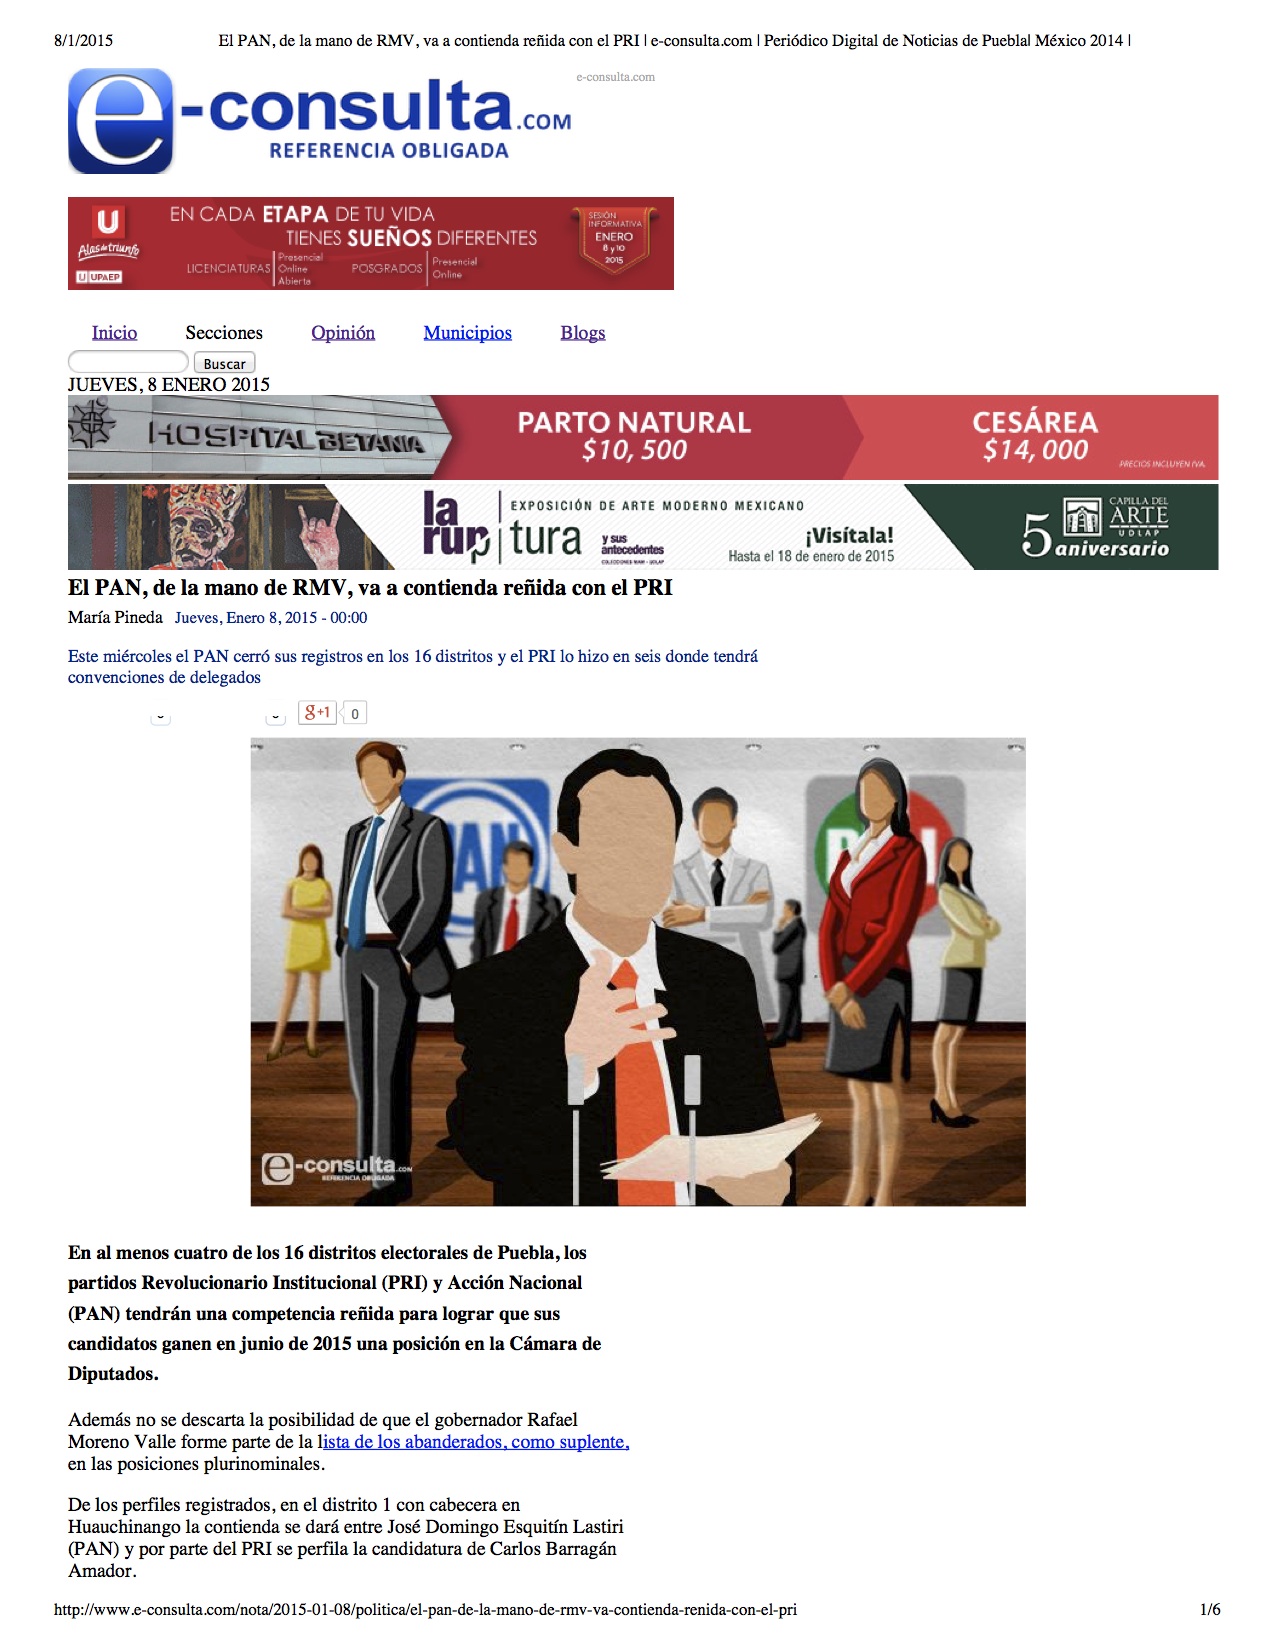 8/1/2015 El PAN, de la mano de RMV, va a contienda reñida con el PRI | e-consulta.com | Periódico Digital de Noticias de Puebla| México 2014 |
e-consulta.com
e-consulta.COM
REFERENCIA OBLIGADA
U
Alas de triunfo
U UPAEP
EN CADA ETAPA DE TU VIDA
TIENES SUEÑOS DIFERENTES
LICENCIATURAS
Presencial
Online
Abierta
POSGRADOS
Presencial
Online
SESIÓN
INFORMATIVA
ENERO
8 y 10
2015
Inicio Secciones Opinión Municipios Blogs
Buscar
JUEVES, 8 ENERO 2015
HOSPITAL BETANIA
PARTO NATURAL
$10, 500
CESÁREA
$14, 000
PRECIOS INCLUYEN IVA.
la
rup tura
EXPOSICIÓN DE ARTE MODERNO MEXICANO
y sus
antecedentes
COLECCIONES MAM - UDLAP
¡Visítala!
Hasta el 18 de enero de 2015
5 aniversario
CAPILLA DEL
ARTE
UDLAP
El PAN, de la mano de RMV, va a contienda reñida con el PRI
María Pineda Jueves, Enero 8, 2015 - 00:00
Este miércoles el PAN cerró sus registros en los 16 distritos y el PRI lo hizo en seis donde tendrá
convenciones de delegados
g+1 0
PAN
e-consulta.COM
REFERENCIA OBLIGADA
En al menos cuatro de los 16 distritos electorales de Puebla, los
partidos Revolucionario Institucional (PRI) y Acción Nacional
(PAN) tendrán una competencia reñida para lograr que sus
candidatos ganen en junio de 2015 una posición en la Cámara de
Diputados.
Además no se descarta la posibilidad de que el gobernador Rafael
Moreno Valle forme parte de la lista de los abanderados, como suplente,
en las posiciones plurinominales.
De los perfiles registrados, en el distrito 1 con cabecera en
Huauchinango la contienda se dará entre José Domingo Esquitín Lastiri
(PAN) y por parte del PRI se perfila la candidatura de Carlos Barragán
Amador.
http://www.e-consulta.com/nota/2015-01-08/politica/el-pan-de-la-mano-de-rmv-va-contienda-renida-con-el-pri 1/6